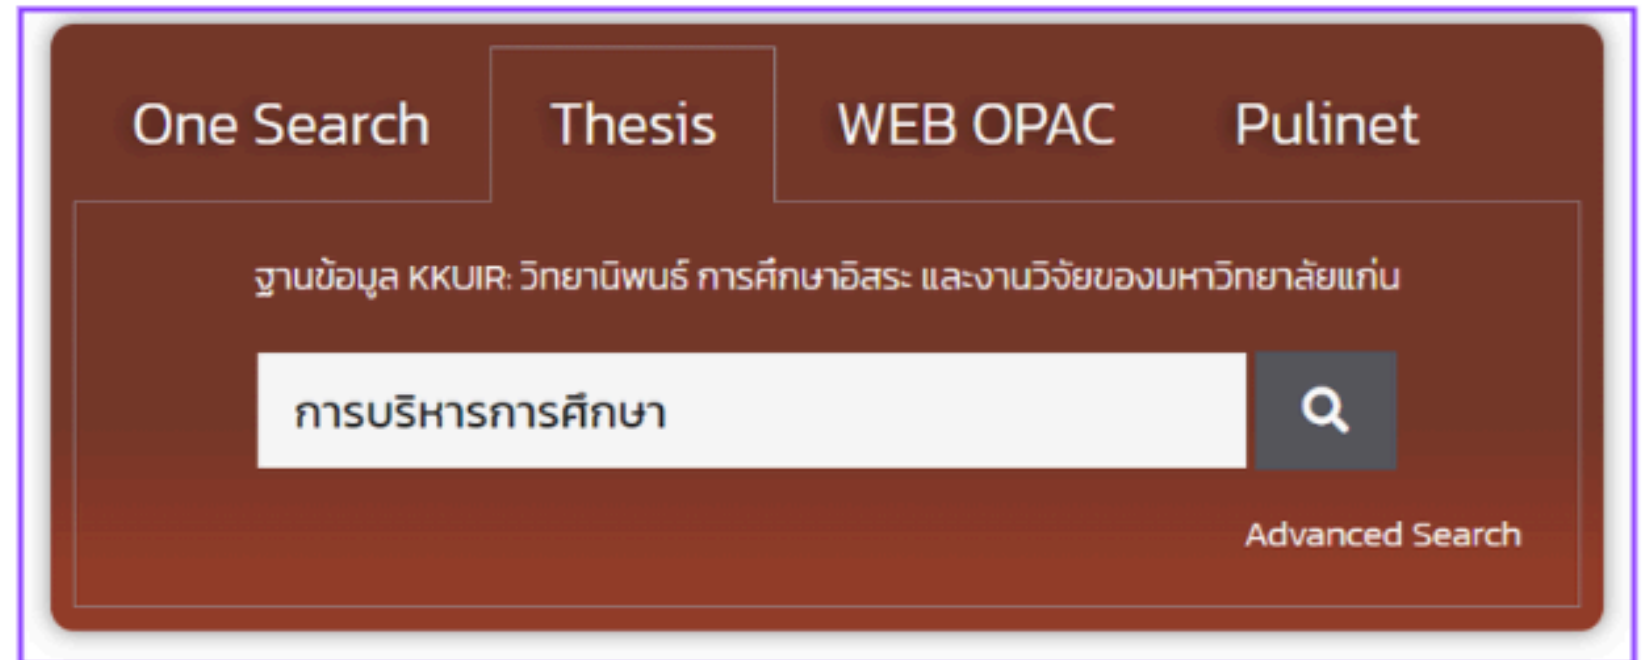 One Search Thesis WEB OPAC Pulinet
ฐานข้อมูล KKUIR: วิทยานิพนธ์ การศึกษาอิสระ และงานวิจัยของมหาวิทยาลัยแก่น
การบริหารการศึกษา
Advanced Search